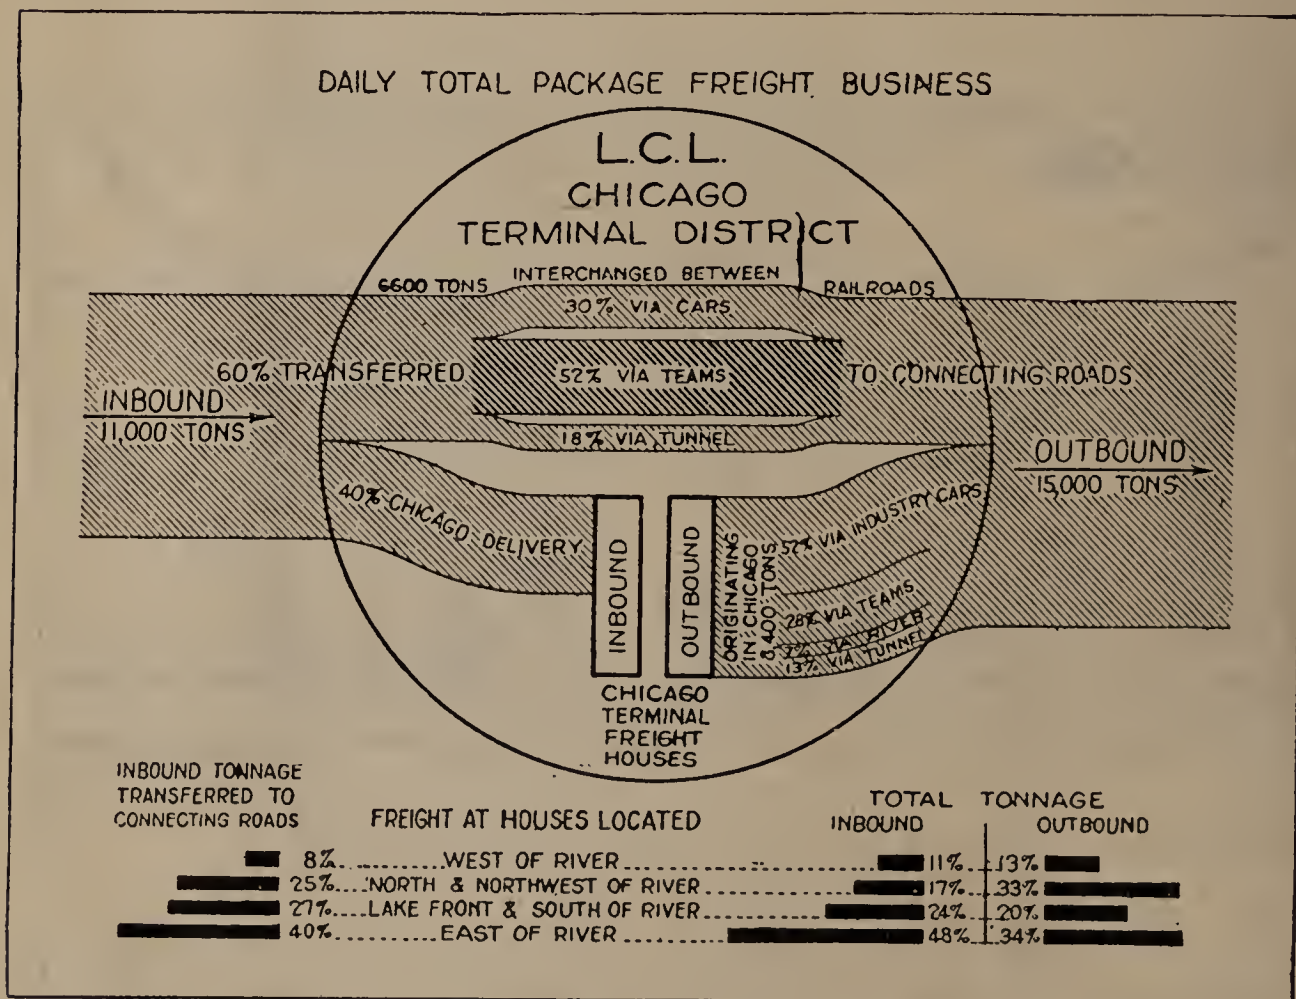 DAILY TOTAL PACKAGE FREIGHT BUSINESS
L.C.L.
CHICAGO
TERMINAL DISTRICT
6600 TONS INTERCHANGED BETWEEN RAILROADS
30% VIA CARS
60% TRANSFERRED 52% VIA TEAMS TO CONNECTING ROADS
INBOUND
11,000 TONS
18% VIA TUNNEL
OUTBOUND
15,000 TONS
40% CHICAGO DELIVERY
INBOUND
OUTBOUND
ORIGINATING
IN CHICAGO
8,400 TONS
52% VIA INDUSTRY CARS
28% VIA TEAMS
7% VIA RIVER
13% VIA TUNNEL
CHICAGO
TERMINAL
FREIGHT
HOUSES
INBOUND TONNAGE
TRANSFERRED TO
CONNECTING ROADS
FREIGHT AT HOUSES LOCATED
TOTAL TONNAGE
INBOUND OUTBOUND
8% WEST OF RIVER 11% 13%
25% NORTH & NORTHWEST OF RIVER 17% 33%
27% LAKE FRONT & SOUTH OF RIVER 24% 20%
40% EAST OF RIVER 48% 34%